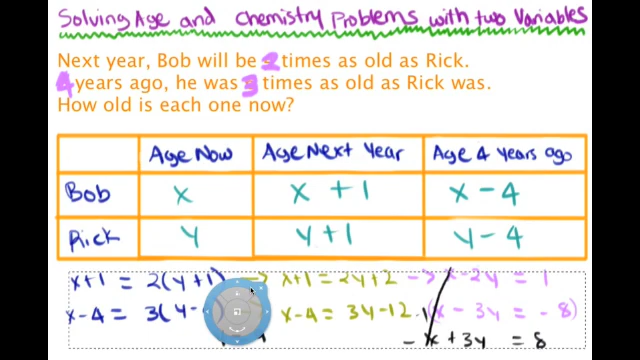 Solving Age and Chemistry Problems with two Variables
Next year, Bob will be 2 times as old as Rick.
4 years ago, he was 3 times as old as Rick was.
How old is each one now?
Age Now Age Next Year Age 4 years ago
Bob x x + 1 x - 4
Rick y y + 1 y - 4
x+1 = 2(y+1) -> x+1 = 2y+2 -> x - 2y = 1
x-4 = 3(y- x-4 = 3y-12 (x - 3y = -8)
- x + 3y = 8